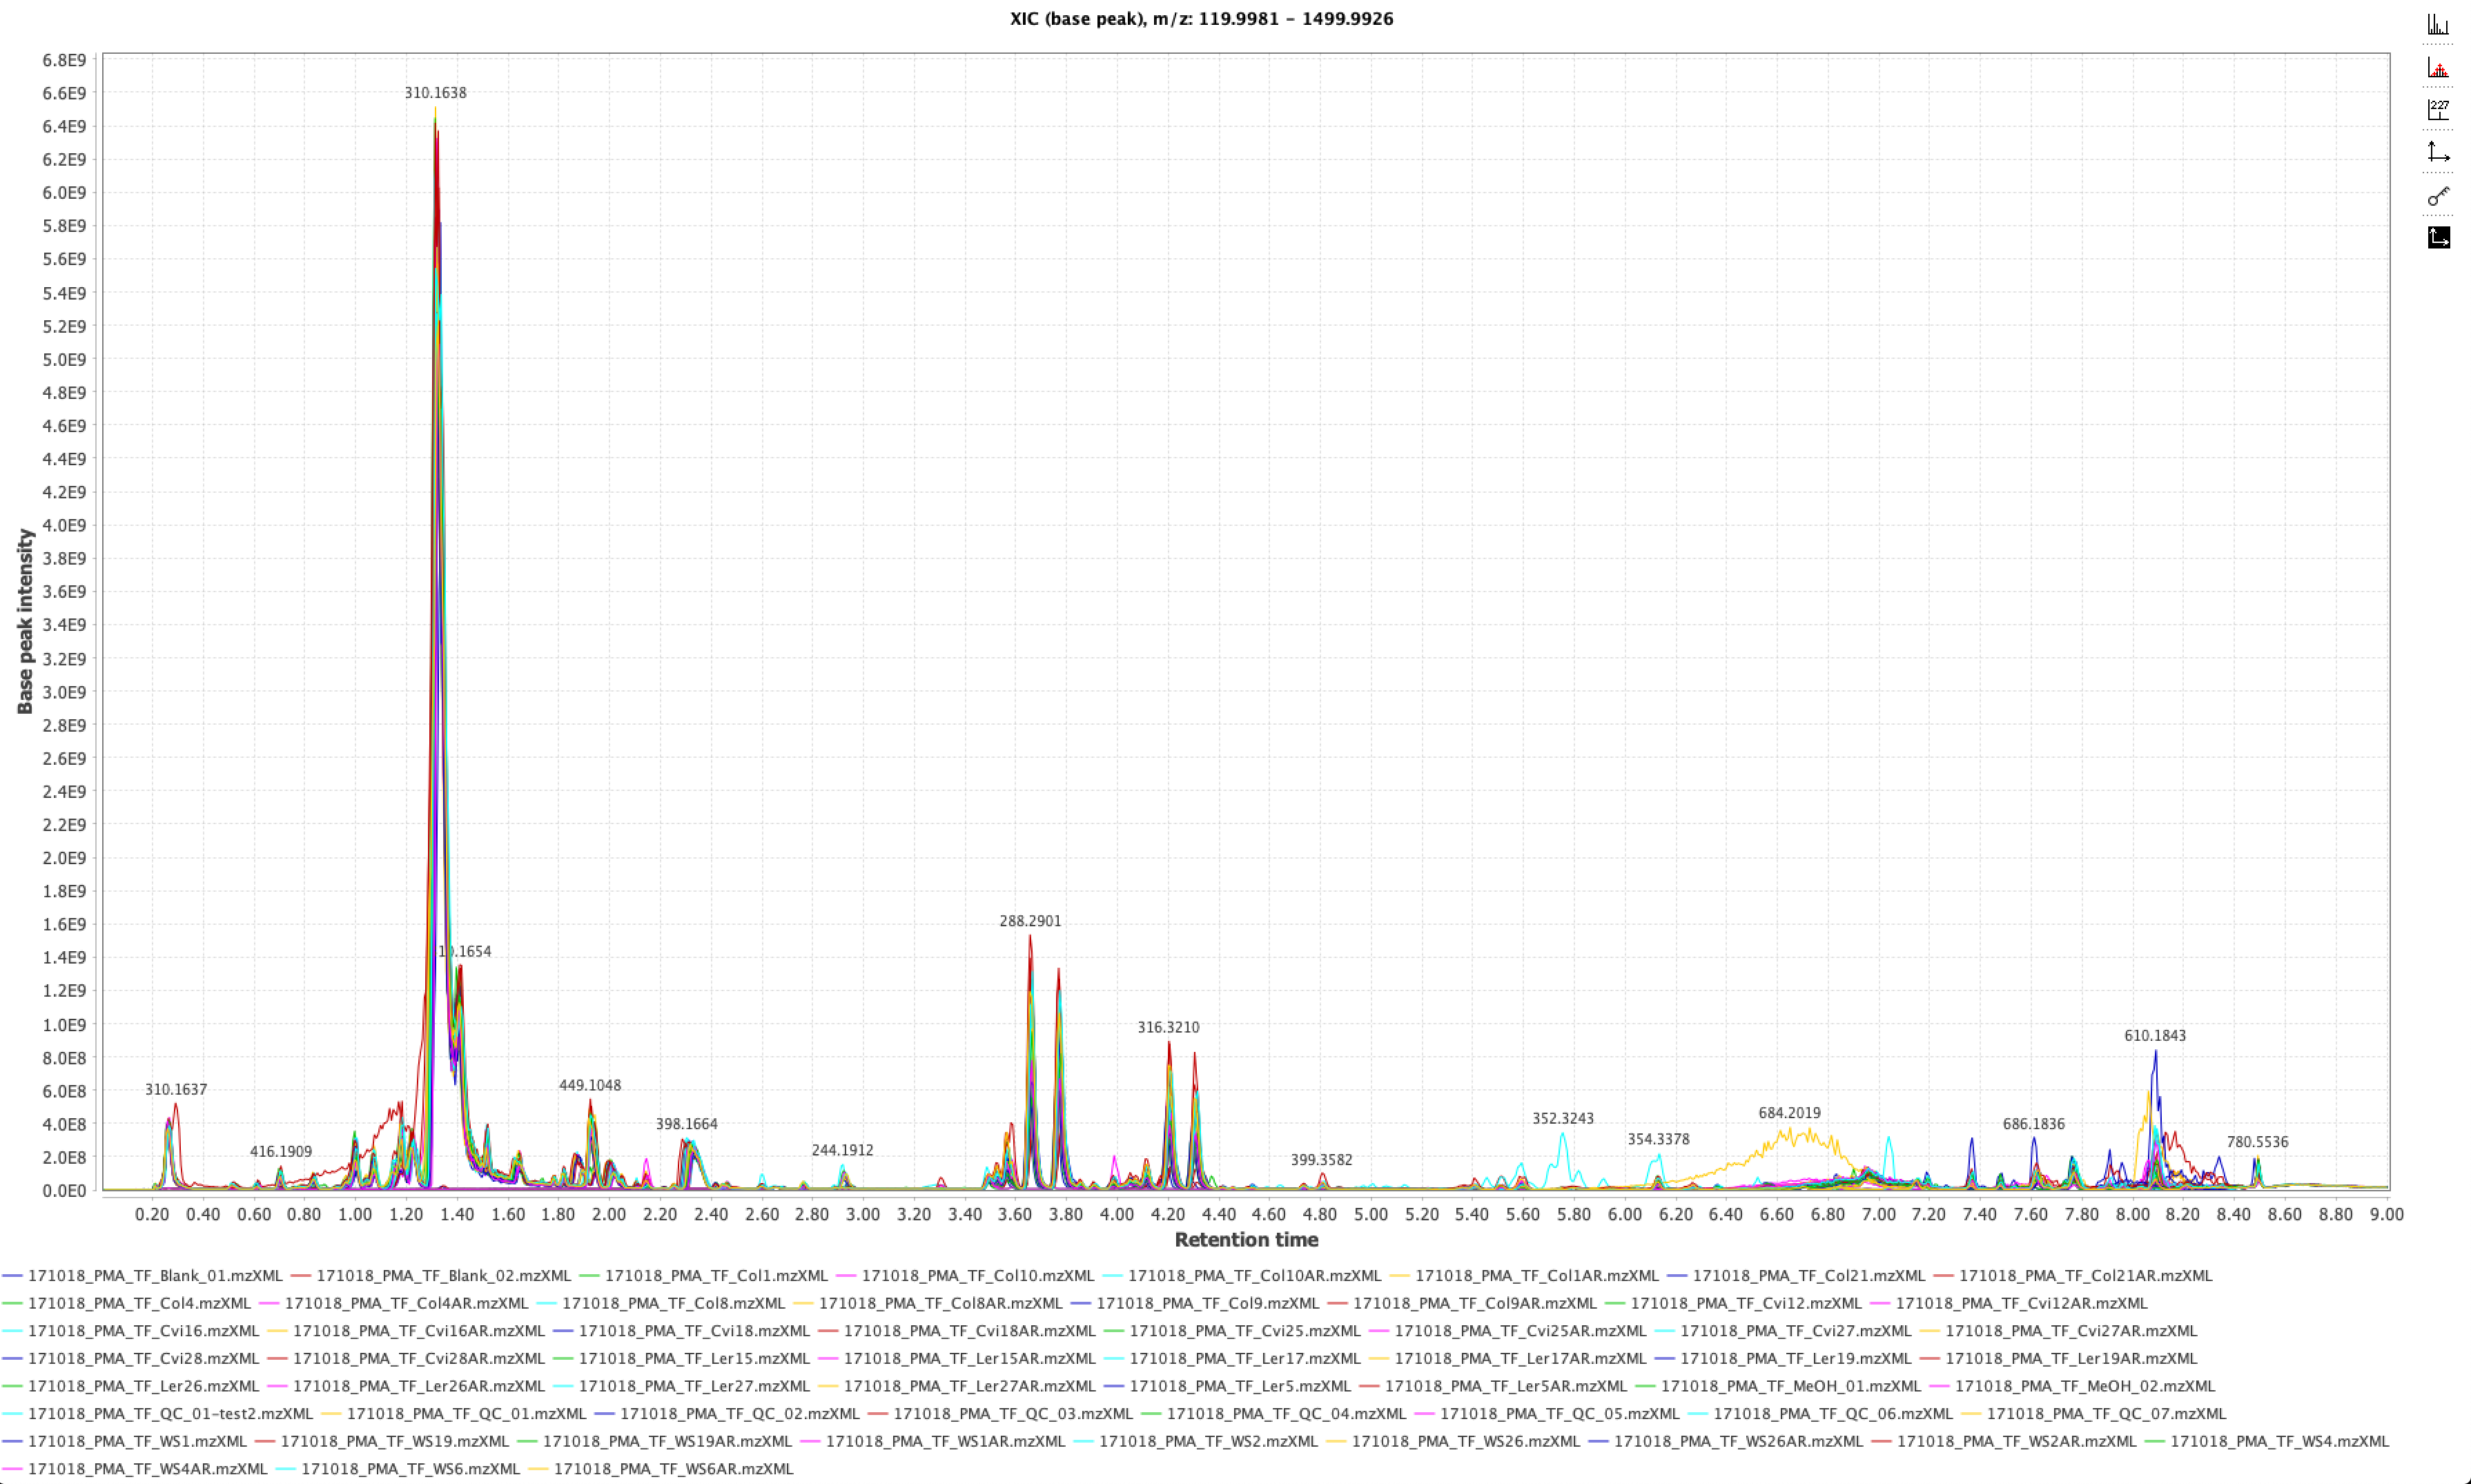 XIC (base peak), m/z: 119.9981 - 1499.9926
227
6.8E9
6.6E9
6.4E9
6.2E9
6.0E9
5.8E9
5.6E9
5.4E9
5.2E9
5.0E9
4.8E9
4.6E9
4.4E9
4.2E9
4.0E9
3.8E9
3.6E9
3.4E9
3.2E9
3.0E9
2.8E9
2.6E9
2.4E9
2.2E9
2.0E9
1.8E9
1.6E9
1.4E9
1.2E9
1.0E9
8.0E8
6.0E8
4.0E8
2.0E8
0.0E0
Base peak intensity
310.1638
288.2901
1654
316.3210
610.1843
449.1048
310.1637
398.1664
352.3243
684.2019
686.1836
354.3378
780.5536
244.1912
416.1909
399.3582
0.20 0.40 0.60 0.80 1.00 1.20 1.40 1.60 1.80 2.00 2.20 2.40 2.60 2.80 3.00 3.20 3.40 3.60 3.80 4.00 4.20 4.40 4.60 4.80 5.00 5.20 5.40 5.60 5.80 6.00 6.20 6.40 6.60 6.80 7.00 7.20 7.40 7.60 7.80 8.00 8.20 8.40 8.60 8.80 9.00
Retention time
171018_PMA_TF_Blank_01.mzXML 171018_PMA_TF_Blank_02.mzXML 171018_PMA_TF_Col1.mzXML 171018_PMA_TF_Col10.mzXML 171018_PMA_TF_Col10AR.mzXML 171018_PMA_TF_Col1AR.mzXML 171018_PMA_TF_Col21.mzXML 171018_PMA_TF_Col21AR.mzXML
171018_PMA_TF_Col4.mzXML 171018_PMA_TF_Col4AR.mzXML 171018_PMA_TF_Col8.mzXML 171018_PMA_TF_Col8AR.mzXML 171018_PMA_TF_Col9.mzXML 171018_PMA_TF_Col9AR.mzXML 171018_PMA_TF_Cvi12.mzXML 171018_PMA_TF_Cvi12AR.mzXML
171018_PMA_TF_Cvi16.mzXML 171018_PMA_TF_Cvi16AR.mzXML 171018_PMA_TF_Cvi18.mzXML 171018_PMA_TF_Cvi18AR.mzXML 171018_PMA_TF_Cvi25.mzXML 171018_PMA_TF_Cvi25AR.mzXML 171018_PMA_TF_Cvi27.mzXML 171018_PMA_TF_Cvi27AR.mzXML
171018_PMA_TF_Cvi28.mzXML 171018_PMA_TF_Cvi28AR.mzXML 171018_PMA_TF_Ler15.mzXML 171018_PMA_TF_Ler15AR.mzXML 171018_PMA_TF_Ler17.mzXML 171018_PMA_TF_Ler17AR.mzXML 171018_PMA_TF_Ler19.mzXML 171018_PMA_TF_Ler19AR.mzXML
171018_PMA_TF_Ler26.mzXML 171018_PMA_TF_Ler26AR.mzXML 171018_PMA_TF_Ler27.mzXML 171018_PMA_TF_Ler27AR.mzXML 171018_PMA_TF_Ler5.mzXML 171018_PMA_TF_Ler5AR.mzXML 171018_PMA_TF_MeOH_01.mzXML 171018_PMA_TF_MeOH_02.mzXML
171018_PMA_TF_QC_01-test2.mzXML 171018_PMA_TF_QC_01.mzXML 171018_PMA_TF_QC_02.mzXML 171018_PMA_TF_QC_03.mzXML 171018_PMA_TF_QC_04.mzXML 171018_PMA_TF_QC_05.mzXML 171018_PMA_TF_QC_06.mzXML 171018_PMA_TF_QC_07.mzXML
171018_PMA_TF_WS1.mzXML 171018_PMA_TF_WS19.mzXML 171018_PMA_TF_WS19AR.mzXML 171018_PMA_TF_WS1AR.mzXML 171018_PMA_TF_WS2.mzXML 171018_PMA_TF_WS26.mzXML 171018_PMA_TF_WS26AR.mzXML 171018_PMA_TF_WS2AR.mzXML 171018_PMA_TF_WS4.mzXML
171018_PMA_TF_WS4AR.mzXML 171018_PMA_TF_WS6.mzXML 171018_PMA_TF_WS6AR.mzXML